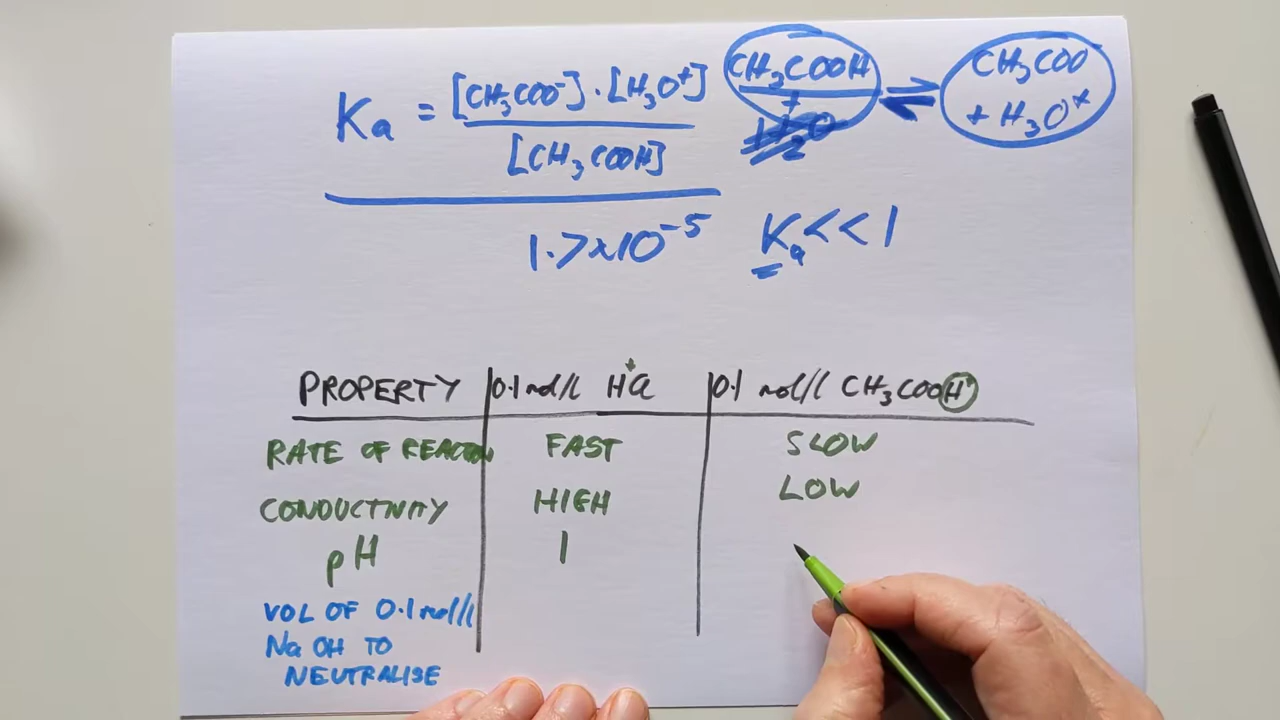 Ka = [CH₃COO⁻] · [H₃O⁺]
[CH₃COOH]
CH₃COOH
+
H₂O
⇌
CH₃COO
+ H₃O⁺
1.7x10⁻⁵
Ka << 1
PROPERTY
0.1 mol/l HCl
0.1 mol/l CH₃COOH
RATE OF REACTION
FAST
SLOW
CONDUCTIVITY
HIGH
LOW
pH
1
VOL OF 0.1 mol/l
NaOH TO
NEUTRALISE